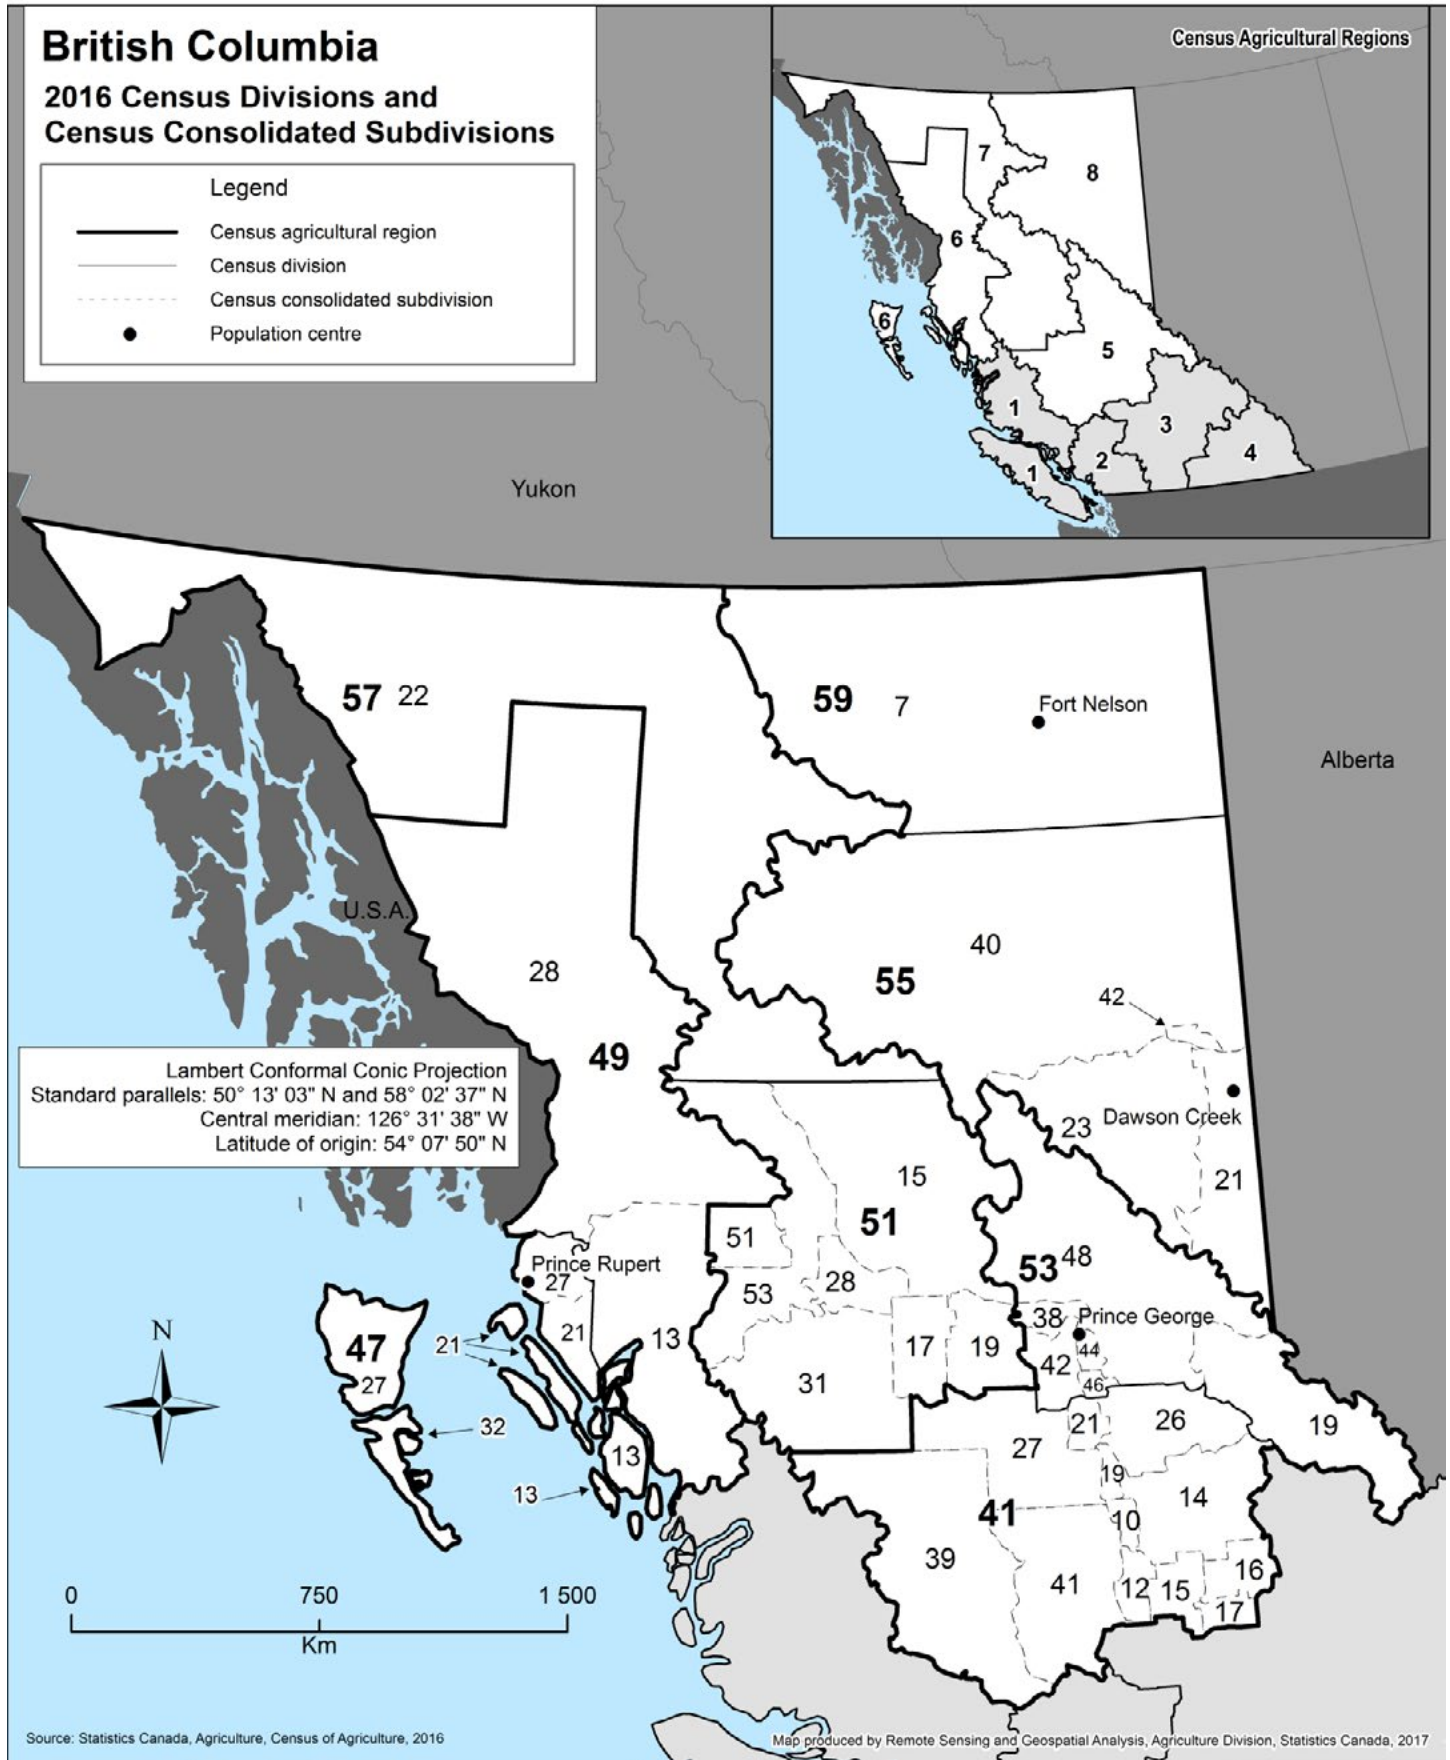 British Columbia
2016 Census Divisions and
Census Consolidated Subdivisions
Legend
Census agricultural region
Census division
Census consolidated subdivision
Population centre
Census Agricultural Regions
7
8
6
6
5
1
3
2
4
1
Yukon
57 22
59 7
Fort Nelson
Alberta
U.S.A.
28
40
55
42
49
Lambert Conformal Conic Projection
Standard parallels: 50° 13' 03" N and 58° 02' 37" N
Central meridian: 126° 31' 38" W
Latitude of origin: 54° 07' 50" N
Dawson Creek
23
21
15
51
51
53 48
Prince Rupert
27
53
28
38
Prince George
N
47
27
21
21
13
17
19
42
44
46
31
32
13
13
27
21
26
19
19
14
41
10
39
41
12
15
16
17
0
750
1 500
Km
Source: Statistics Canada, Agriculture, Census of Agriculture, 2016
Map produced by Remote Sensing and Geospatial Analysis, Agriculture Division, Statistics Canada, 2017